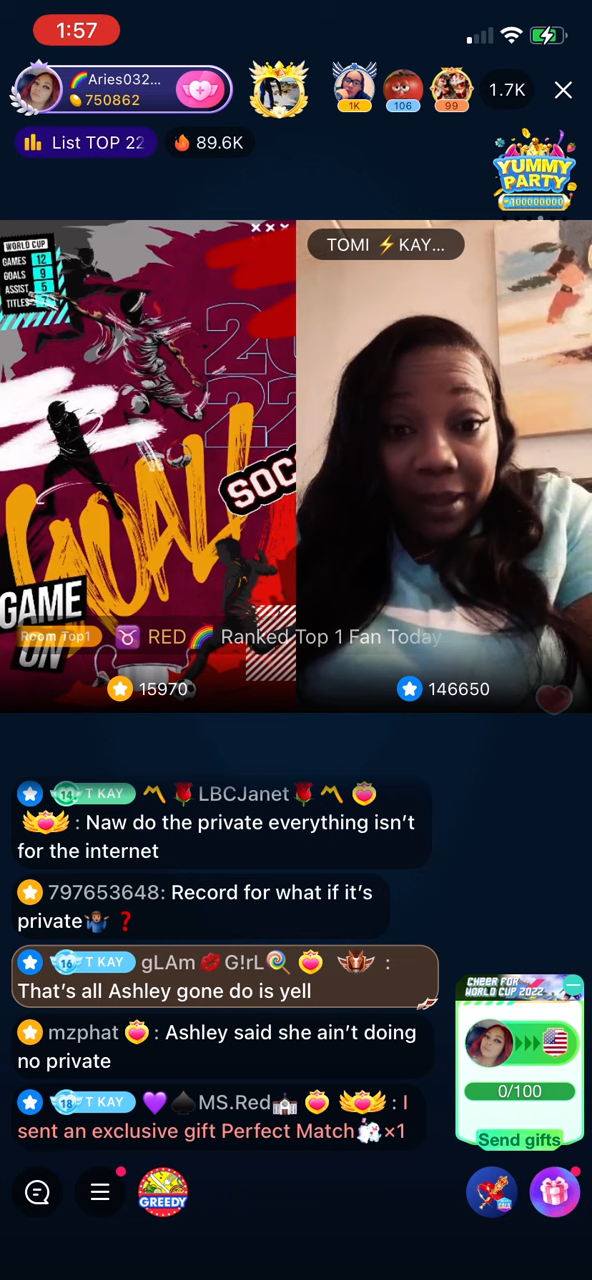 1:57
🌈Aries032...
750862
1K
106
99
1.7K
List TOP 22
89.6K
YUMMY
PARTY
100000000
WORLD CUP
GAMES 12
GOALS 9
ASSIST 5
TITLES
TOMI ⚡KAY...
GOAL
SOC
GAME
ON
Room Top1 ♉ RED🌈 Ranked Top 1 Fan Today
15970
146650
14 T KAY 〽️🌹LBCJanet🌹〽️
: Naw do the private everything isn't
for the internet
797653648: Record for what if it's
private🤷🏾‍♂️❓
16 T KAY gLAm💋G!rL🍭 :
That's all Ashley gone do is yell
mzphat : Ashley said she ain't doing
no private
18 T KAY 💜♠️MS.Red🏩 : I
sent an exclusive gift Perfect Match×1
CHEER FOR
WORLD CUP 2022
0/100
Send gifts
GREEDY